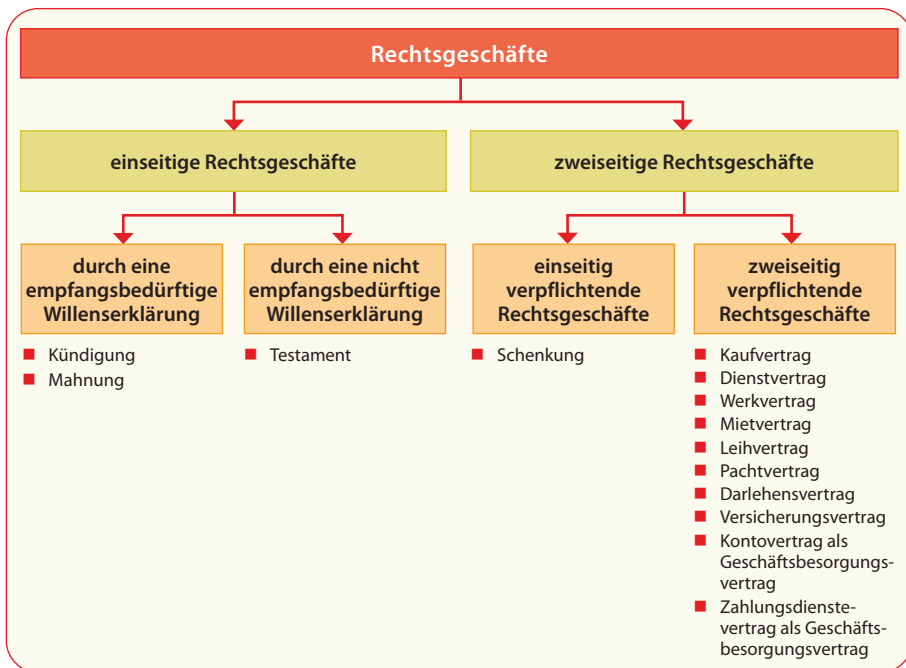 Rechtsgeschäfte
einseitige Rechtsgeschäfte
zweiseitige Rechtsgeschäfte
durch eine
empfangsbedürftige
Willenserklärung
durch eine nicht
empfangsbedürftige
Willenserklärung
einseitig
verpflichtende
Rechtsgeschäfte
zweiseitig
verpflichtende
Rechtsgeschäfte
Kündigung
Mahnung
Testament
Schenkung
Kaufvertrag
Dienstvertrag
Werkvertrag
Mietvertrag
Leihvertrag
Pachtvertrag
Darlehensvertrag
Versicherungsvertrag
Kontovertrag als
Geschäftsbesorgungs-
vertrag
Zahlungsdienste-
vertrag als Geschäfts-
besorgungsvertrag